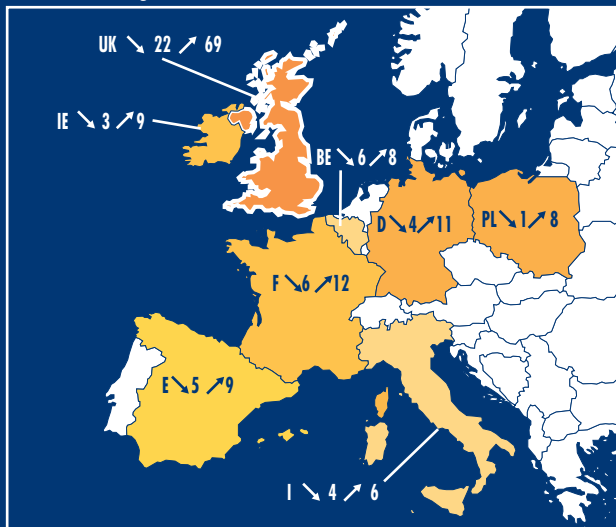 UK ↘ 22 ↗ 69
IE ↘ 3 ↗ 9
BE ↘ 6 ↗ 8
D ↘ 4 ↗ 11
PL ↘ 1 ↗ 8
F ↘ 6 ↗ 12
E ↘ 5 ↗ 9
I ↘ 4 ↗ 6